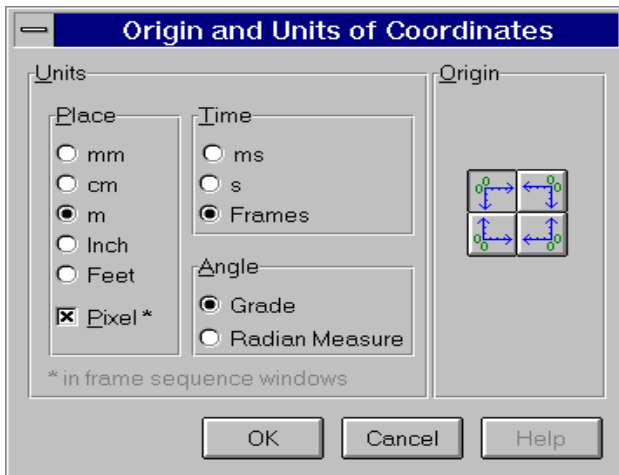 Origin and Units of Coordinates
Units
Origin
Place
Time
mm
ms
cm
s
m
Frames
Inch
Feet
Angle
Grade
Pixel *
Radian Measure
* in frame sequence windows
OK
Cancel
Help